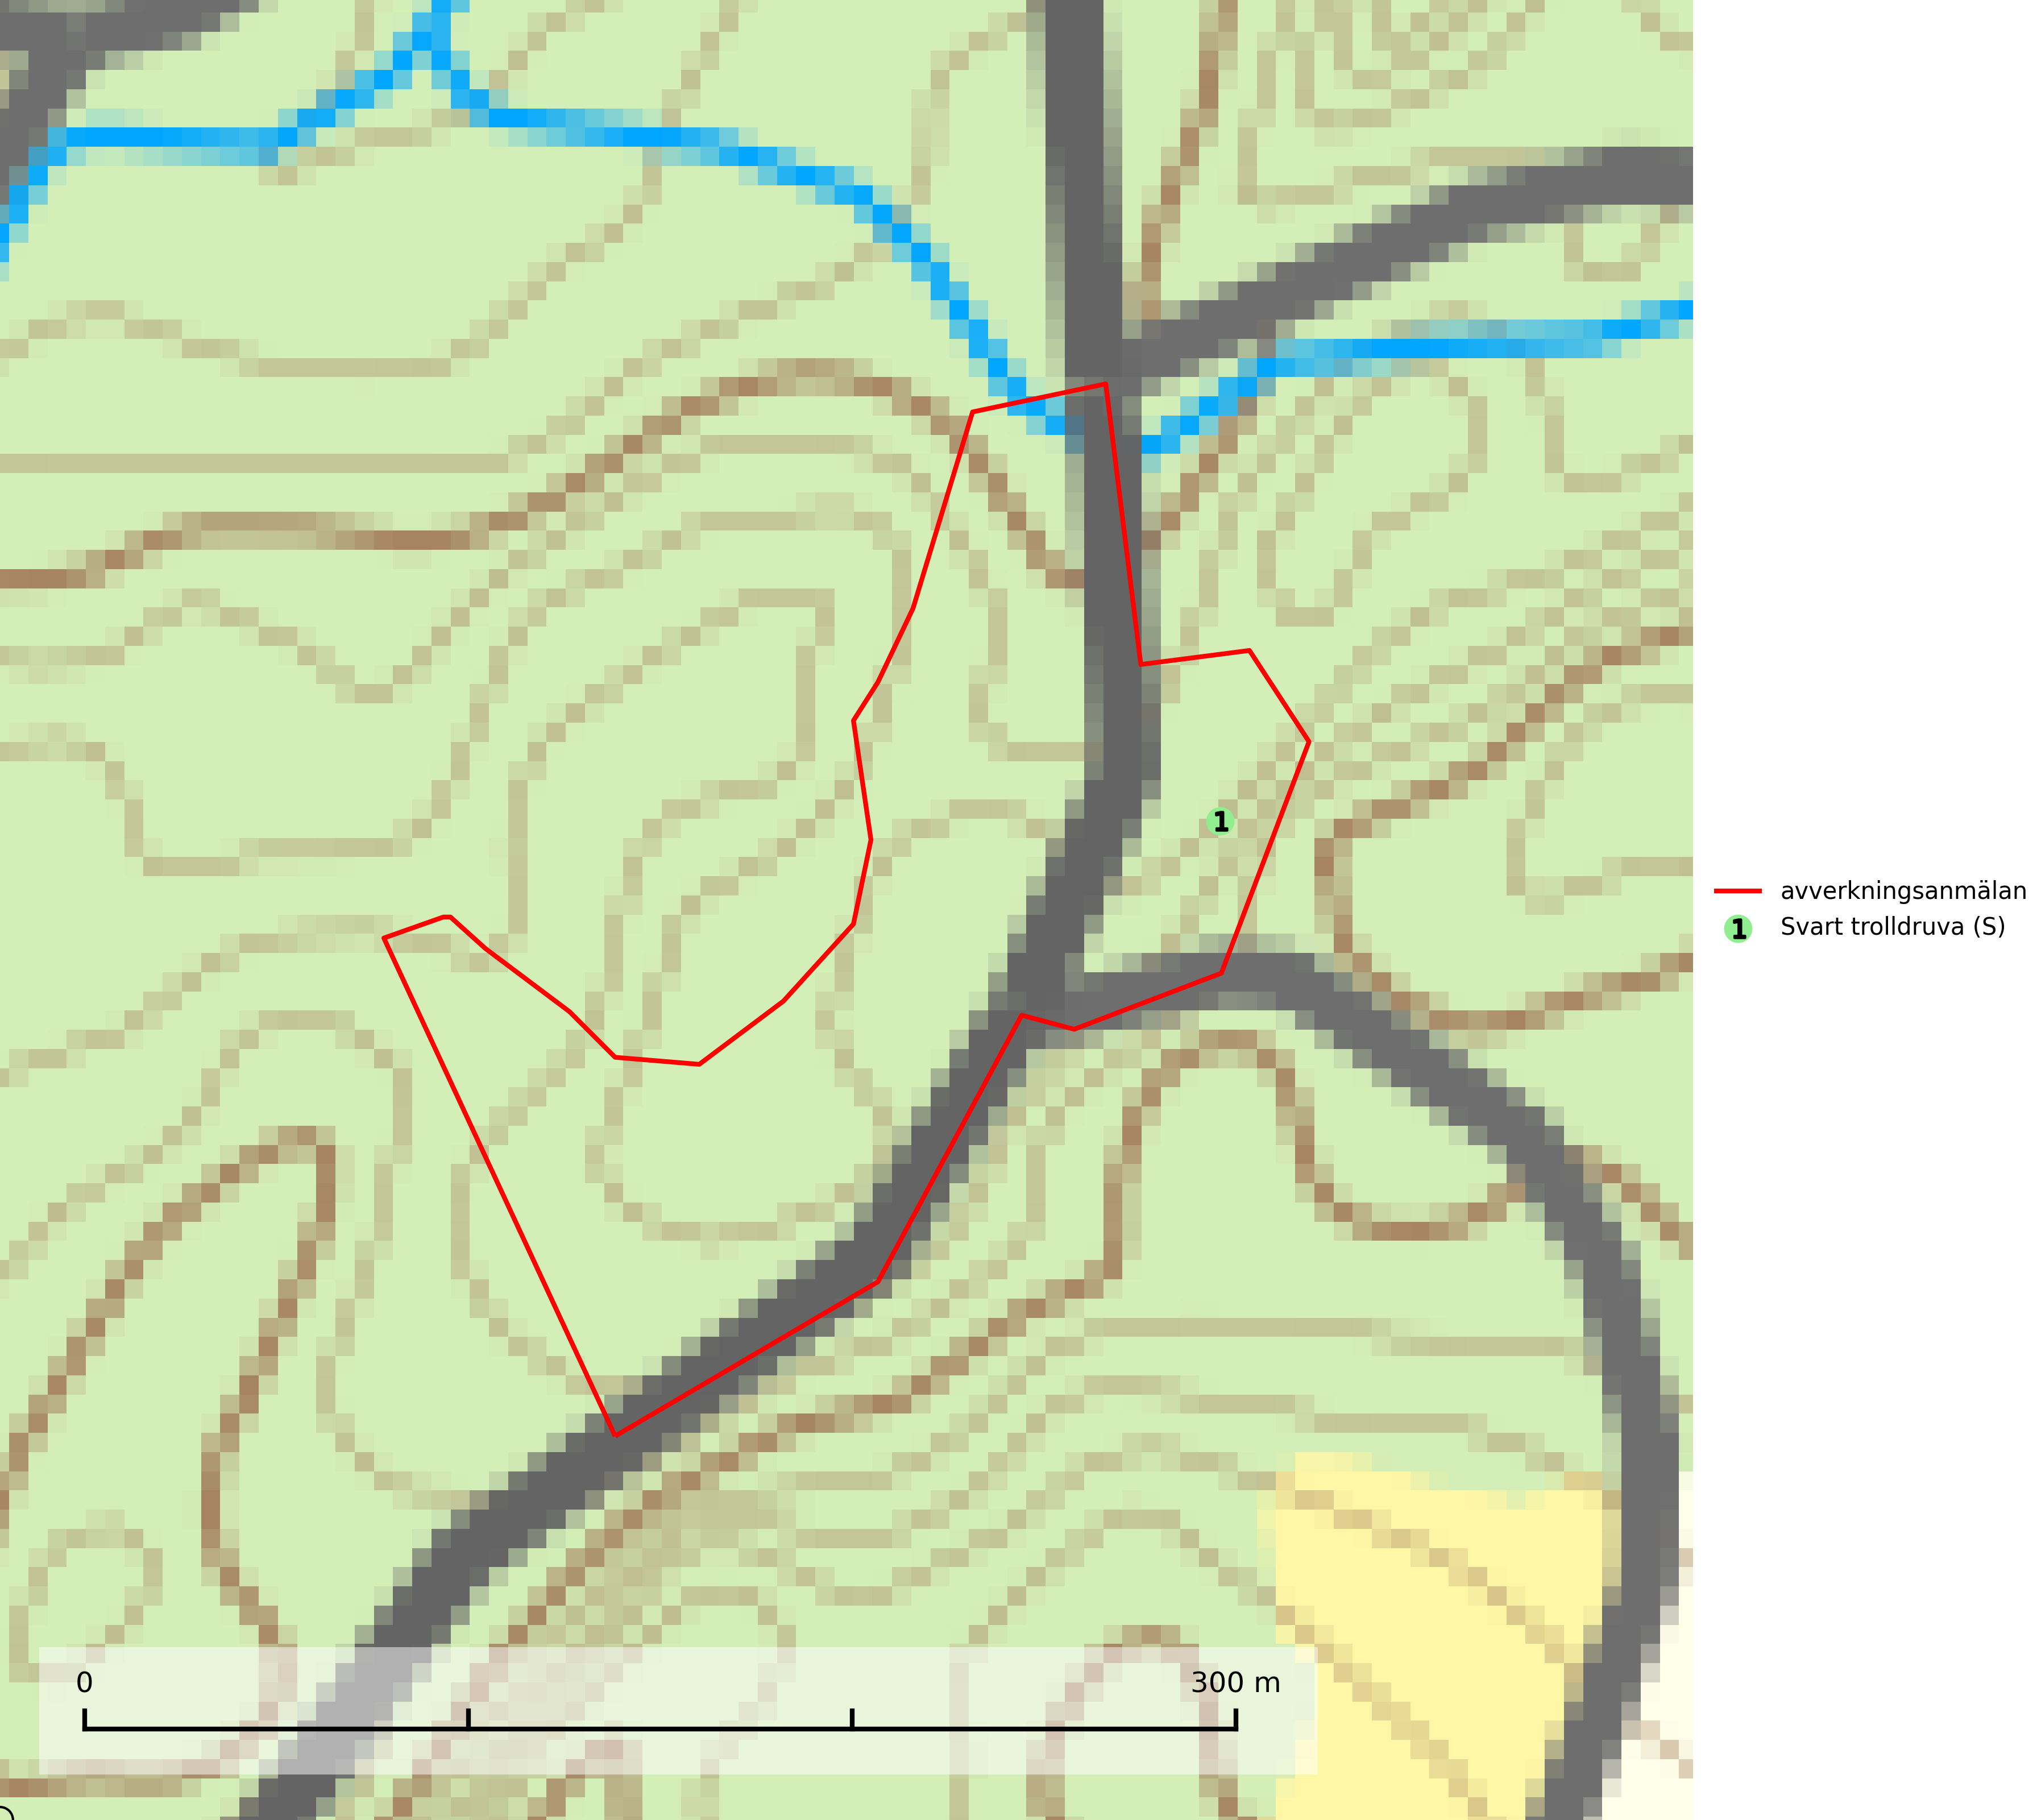 1
avverkningsanmälan
1 Svart trolldruva (S)
0 300 m